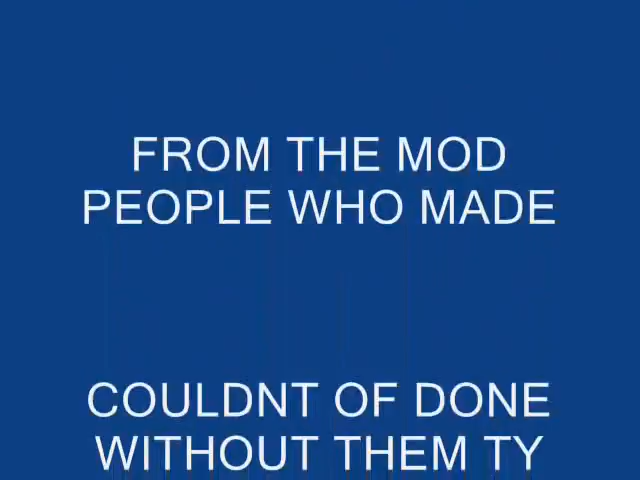 FROM THE MOD
PEOPLE WHO MADE
COULDNT OF DONE
WITHOUT THEM TY